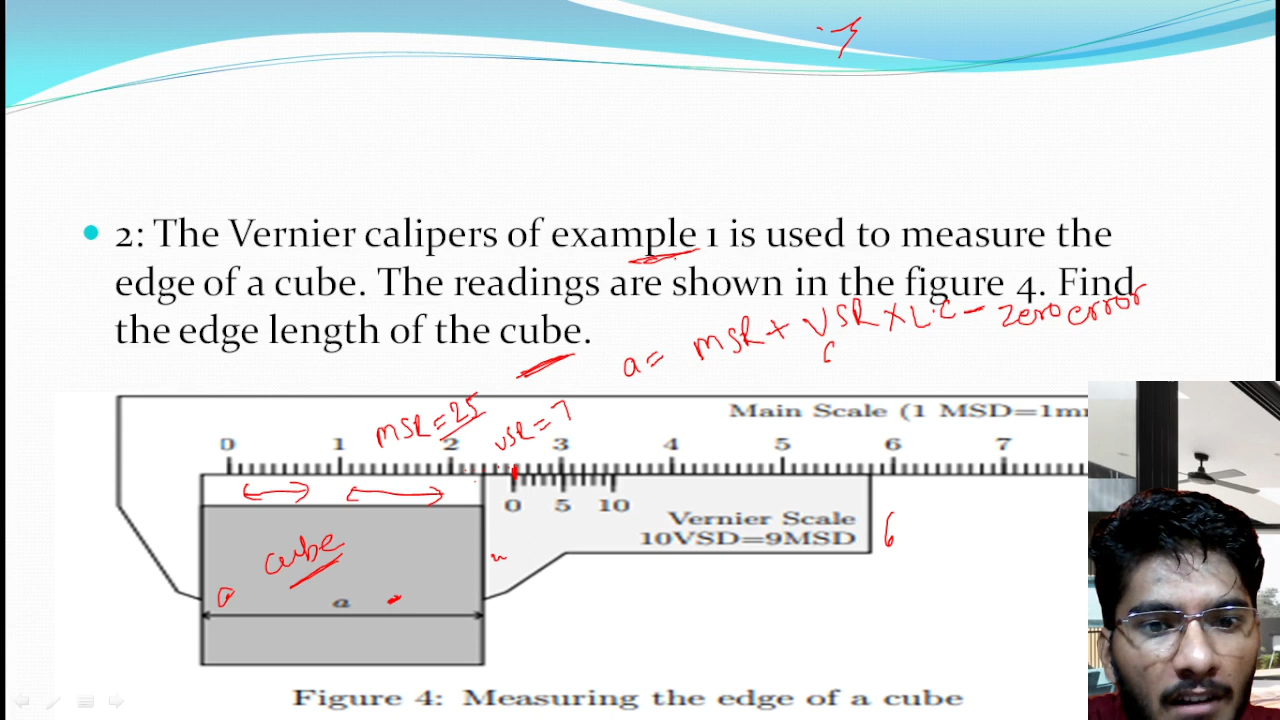 2: The Vernier calipers of example 1 is used to measure the
edge of a cube. The readings are shown in the figure 4. Find
the edge length of the cube.
a = MSR + VSR × L.C - zero error
6
MSR = 25
VSR = 7
Main Scale (1 MSD=1m
0 1 2 3 4 5 6 7
0 5 10
Vernier Scale
10VSD=9MSD
6
cube
a
a
Figure 4: Measuring the edge of a cube